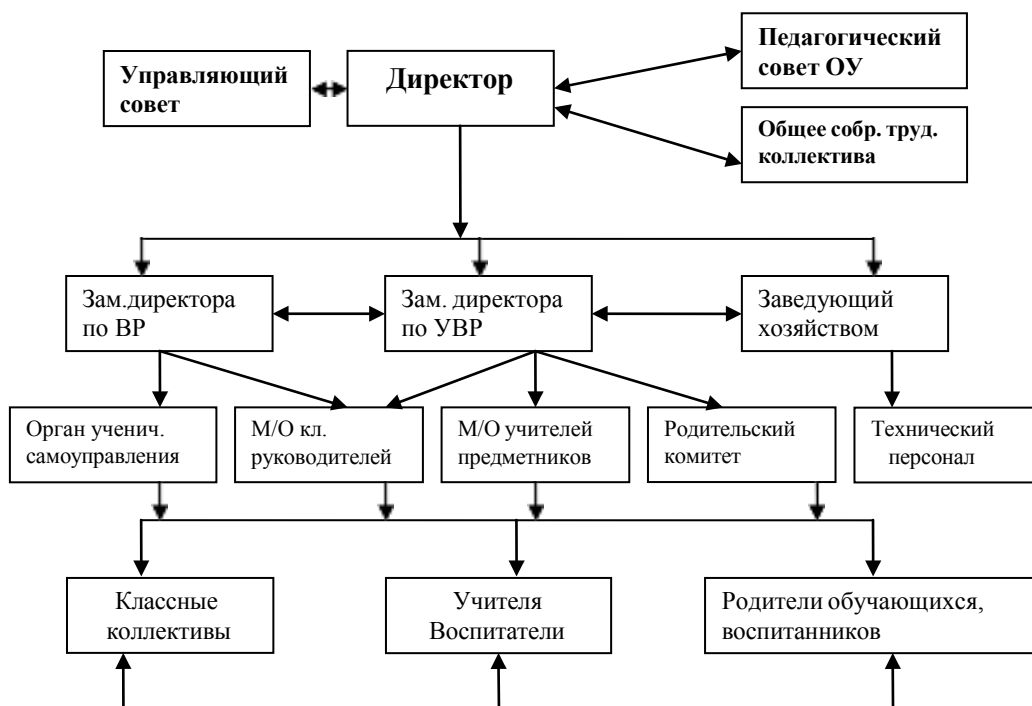 Управляющий
совет
Директор
Педагогический
совет ОУ
Общее собр. труд.
коллектива
Зам.директора
по ВР
Зам. директора
по УВР
Заведующий
хозяйством
Орган ученич.
самоуправления
М/О кл.
руководителей
М/О учителей
предметников
Родительский
комитет
Технический
персонал
Классные
коллективы
Учителя
Воспитатели
Родители обучающихся,
воспитанников